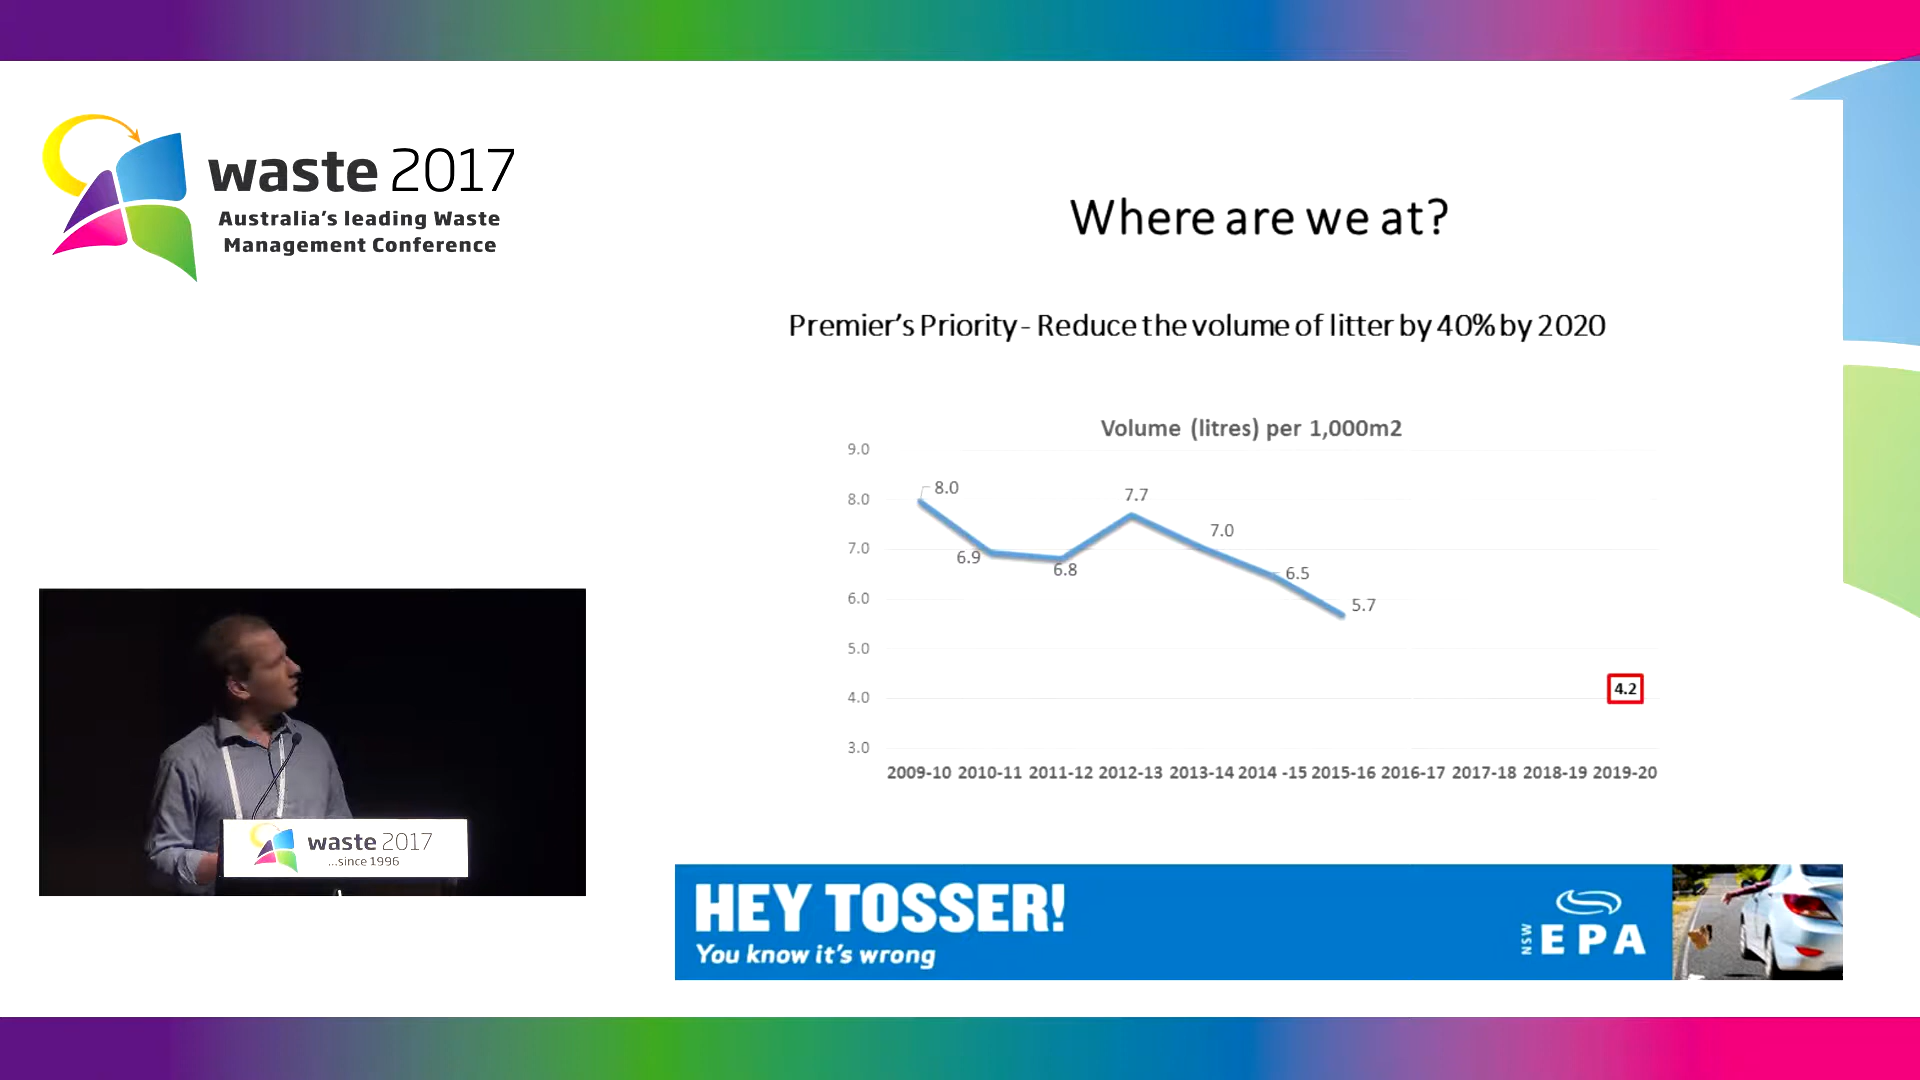 waste 2017
Australia's leading Waste
Management Conference
Where are we at?
Premier's Priority - Reduce the volume of litter by 40% by 2020
Volume (litres) per 1,000m2
9.0
8.0
7.0
6.0
5.0
4.0
3.0
8.0
6.9
6.8
7.7
7.0
6.5
5.7
4.2
2009-10 2010-11 2011-12 2012-13 2013-14 2014 -15 2015-16 2016-17 2017-18 2018-19 2019-20
waste 2017
...since 1996
HEY TOSSER!
You know it's wrong
NSW
EPA